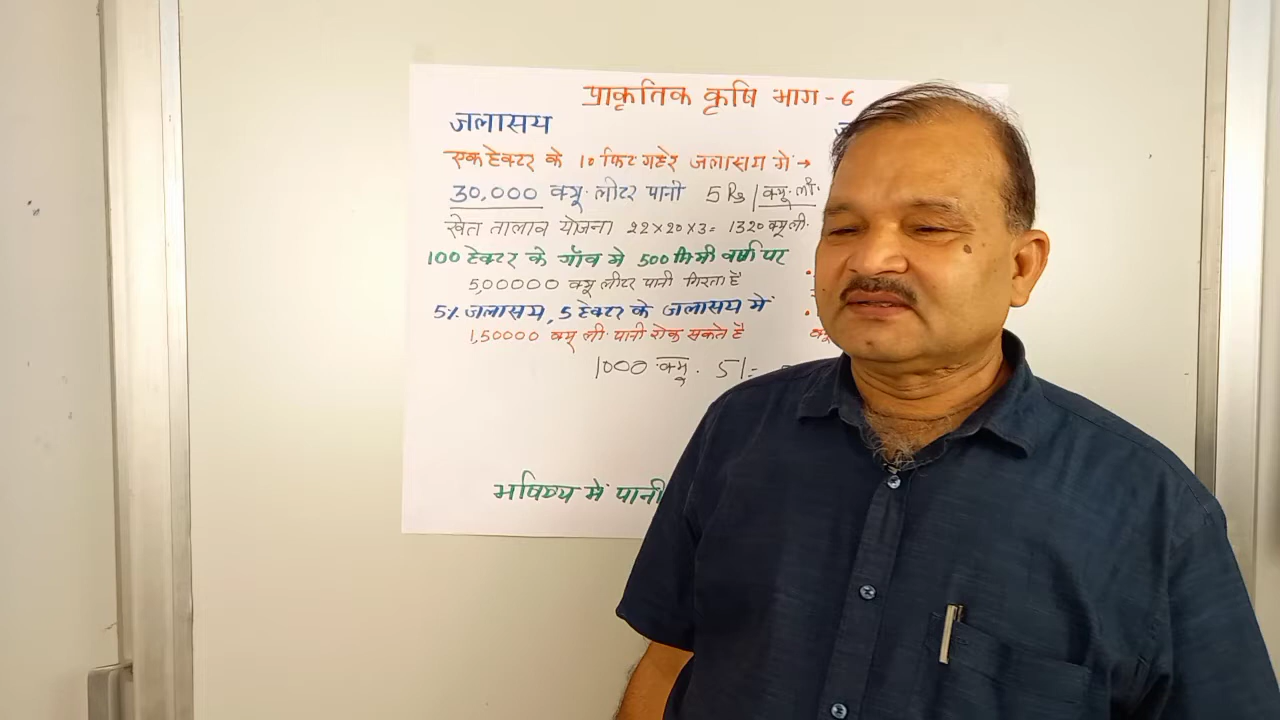 प्राकृतिक कृषि भाग - 6
जलासय
एक हेक्टर के 10 फिट गहरे जलासय में →
30,000 क्यू. लीटर पानी 5 Rs / क्यू. ली.
खेत तालाव योजना 22×20×3= 1320 क्यूली.
100 हेक्टर के गॉव मे 500 मि मी वर्षा पर
5,00000 क्यू लीटर पानी गिरता है
5% जलासय, 5 हेक्टर के जलासय में
1,50000 क्यू ली. पानी रोक सकते है
1000 क्यू. 5/=
भविष्य में पानी